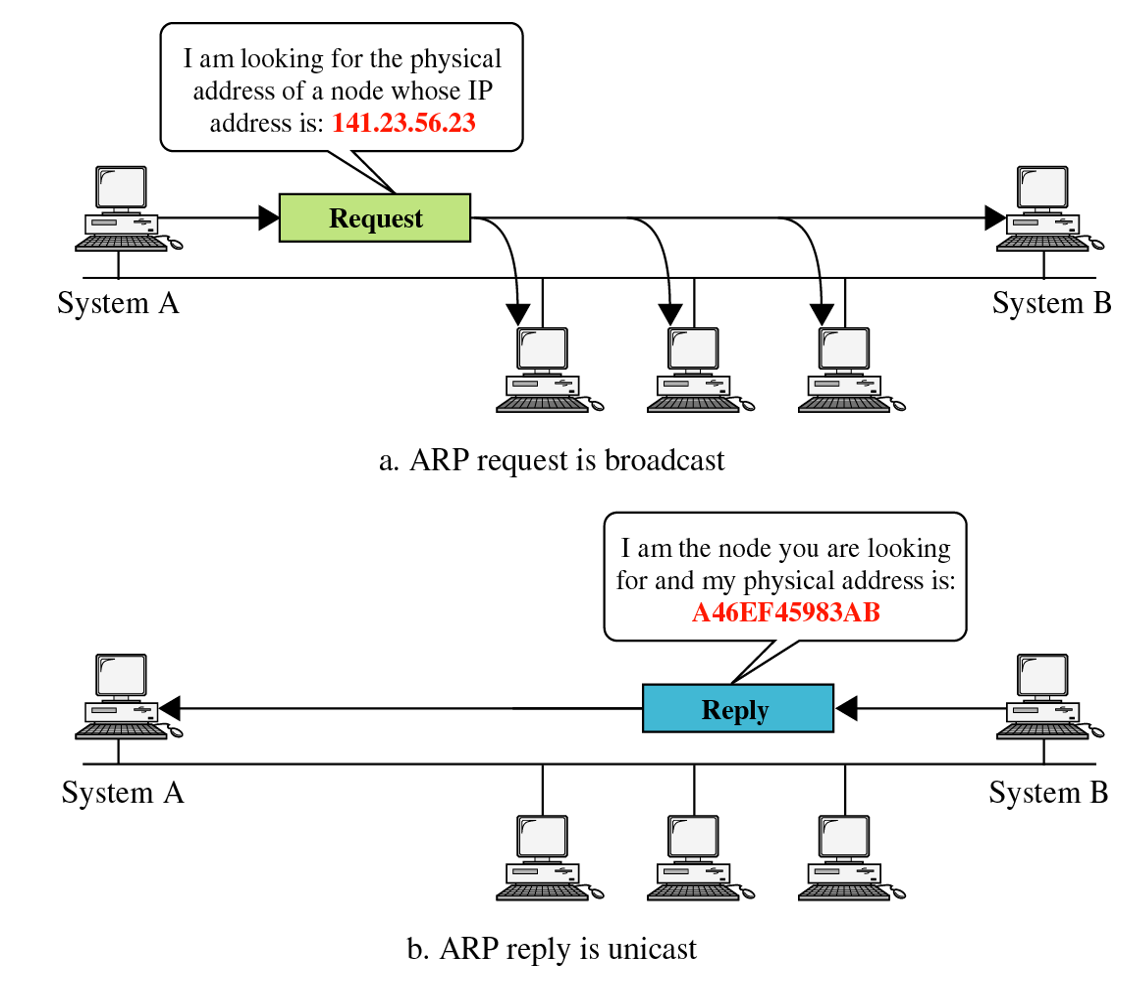 I am looking for the physical
address of a node whose IP
address is: 141.23.56.23
Request
System A
System B
a. ARP request is broadcast
I am the node you are looking
for and my physical address is:
A46EF45983AB
Reply
System A
System B
b. ARP reply is unicast